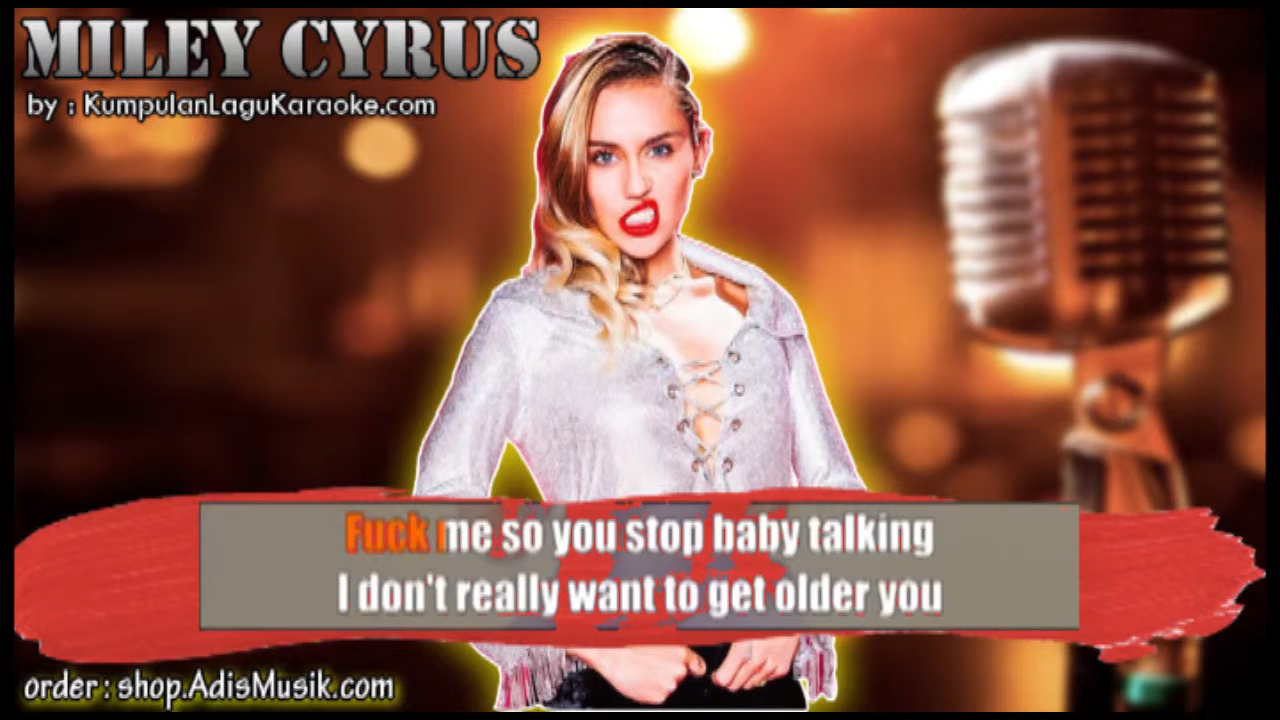 MILEY CYRUS
by : KumpulanLaguKaraoke.com
Fuck me so you stop baby talking
I don't really want to get older you
order : shop.AdisMusik.com